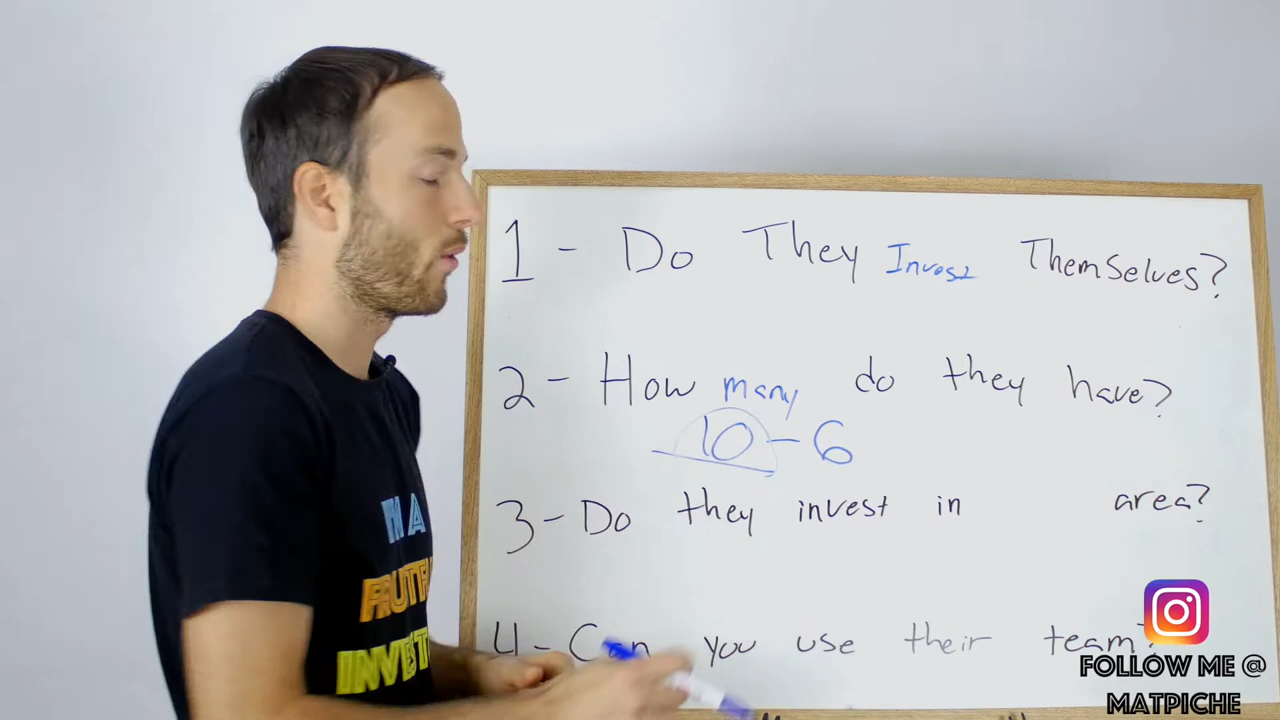 1 - Do They Invest Themselves?
2 - How many do they have?
10 - 6
3 - Do they invest in area?
4 - Can you use their team?
I'M A
INVEST
FOLLOW ME @
MATPICHE